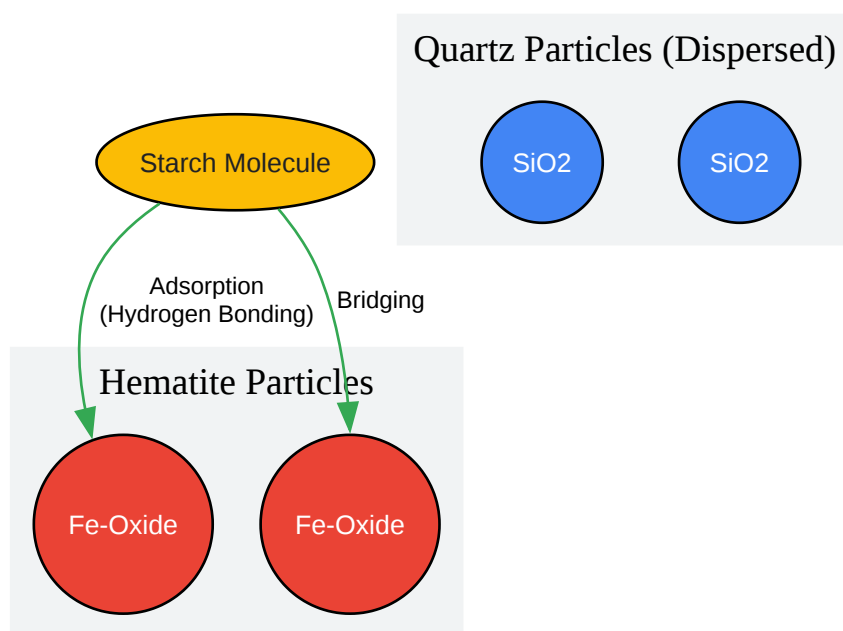 Quartz Particles (Dispersed)
Starch Molecule
SiO2
SiO2
Adsorption
(Hydrogen Bonding)
Bridging
Hematite Particles
Fe-Oxide
Fe-Oxide